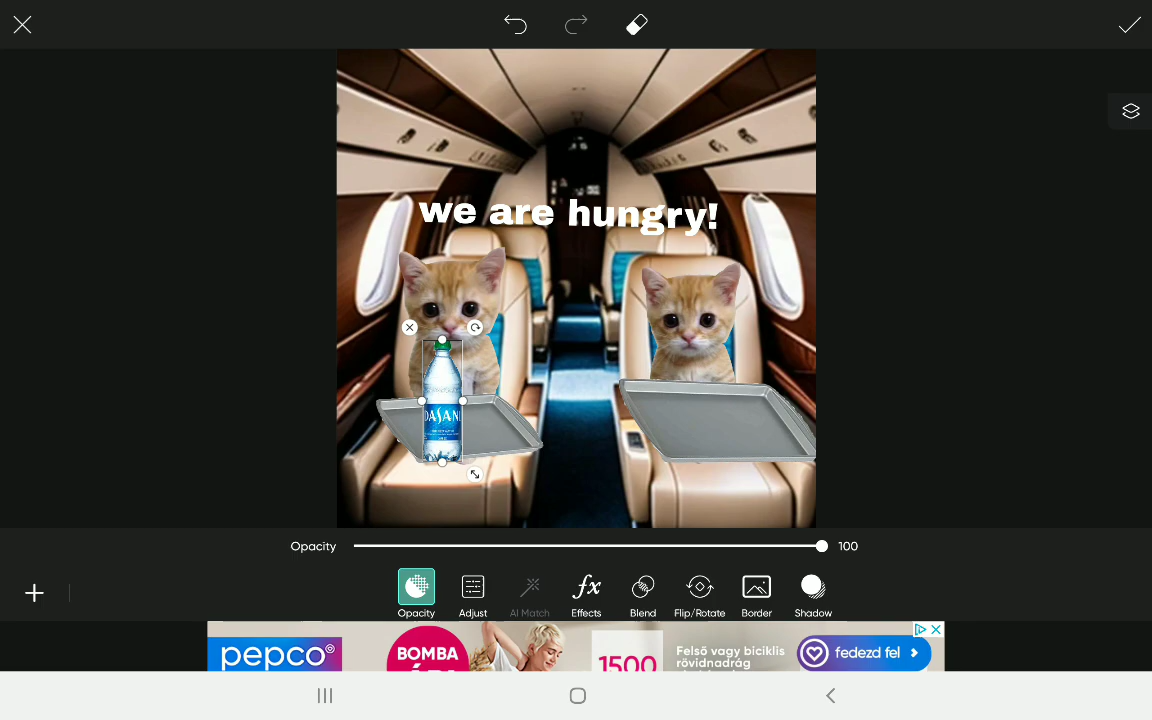 we are hungry!
DASANI
Opacity
100
Opacity
Adjust
AI Match
Effects
Blend
Flip/Rotate
Border
Shadow
pepco
BOMBA
1500
Felső vagy biciklis
rövidnadrág
fedezd fel